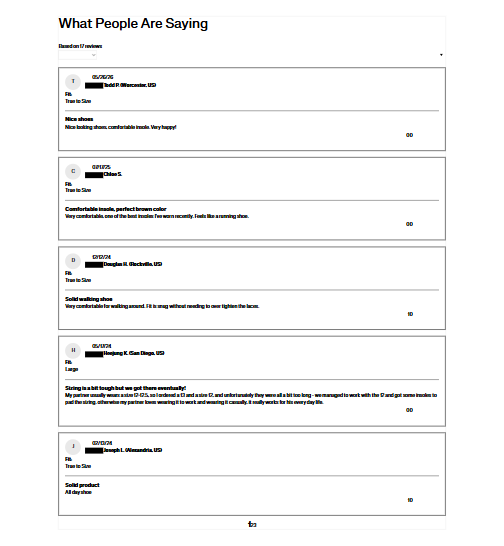 What People Are Saying
Based on 17 reviews
T
05/26/26
Todd P. (Worcester, US)
Fit:
True to Size
Nice shoes
Nice looking shoes, comfortable insole. Very happy!
00
C
Chloe S.
Fit:
True to Size
Comfortable insole, perfect brown color
Very comfortable, one of the best insoles I've worn recently. Feels like a running shoe.
00
D
12/12/24
Douglas H. (Rockville, US)
Fit:
True to Size
Solid walking shoe
Very comfortable for walking around. Fit is snug without needing to over tighten the laces.
10
H
05/17/24
Heejung K. (San Diego, US)
Fit:
Large
Sizing is a bit tough but we got there eventually!
My partner usually wears a size 12-12.5, so I ordered a 13 and a size 12, and unfortunately they were all a bit too long - we managed to work with the 12 and got some insoles to
pad the sizing, otherwise my partner loves wearing it to work and wearing it casually, it really works for his every day life.
00
J
02/13/24
Joseph L. (Alexandria, US)
Fit:
True to Size
Solid product
All day shoe
10
123